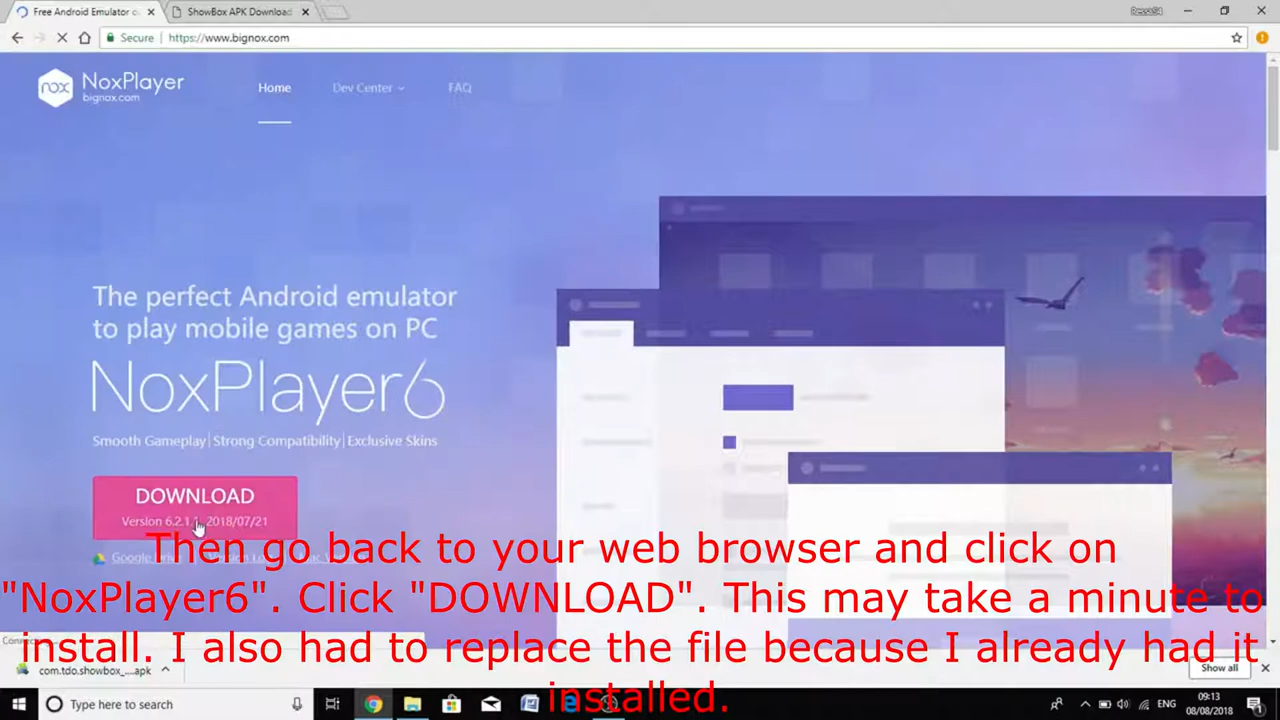 Free Android Emulator o
ShowBox APK Download
Secure | https://www.bignox.com
nox NoxPlayer
bignox.com
Home
Dev Center
FAQ
The perfect Android emulator
to play mobile games on PC
NoxPlayer6
Smooth Gameplay| Strong Compatibility | Exclusive Skins
DOWNLOAD
Version 6.2.1.1, 2018/07/21
Then go back to your web browser and click on
"NoxPlayer6". Click "DOWNLOAD". This may take a minute to
install. I also had to replace the file because I already had it
installed.
com.tdo.showbox_....apk
Show all
Type here to search
ENG
09:13
08/08/2018